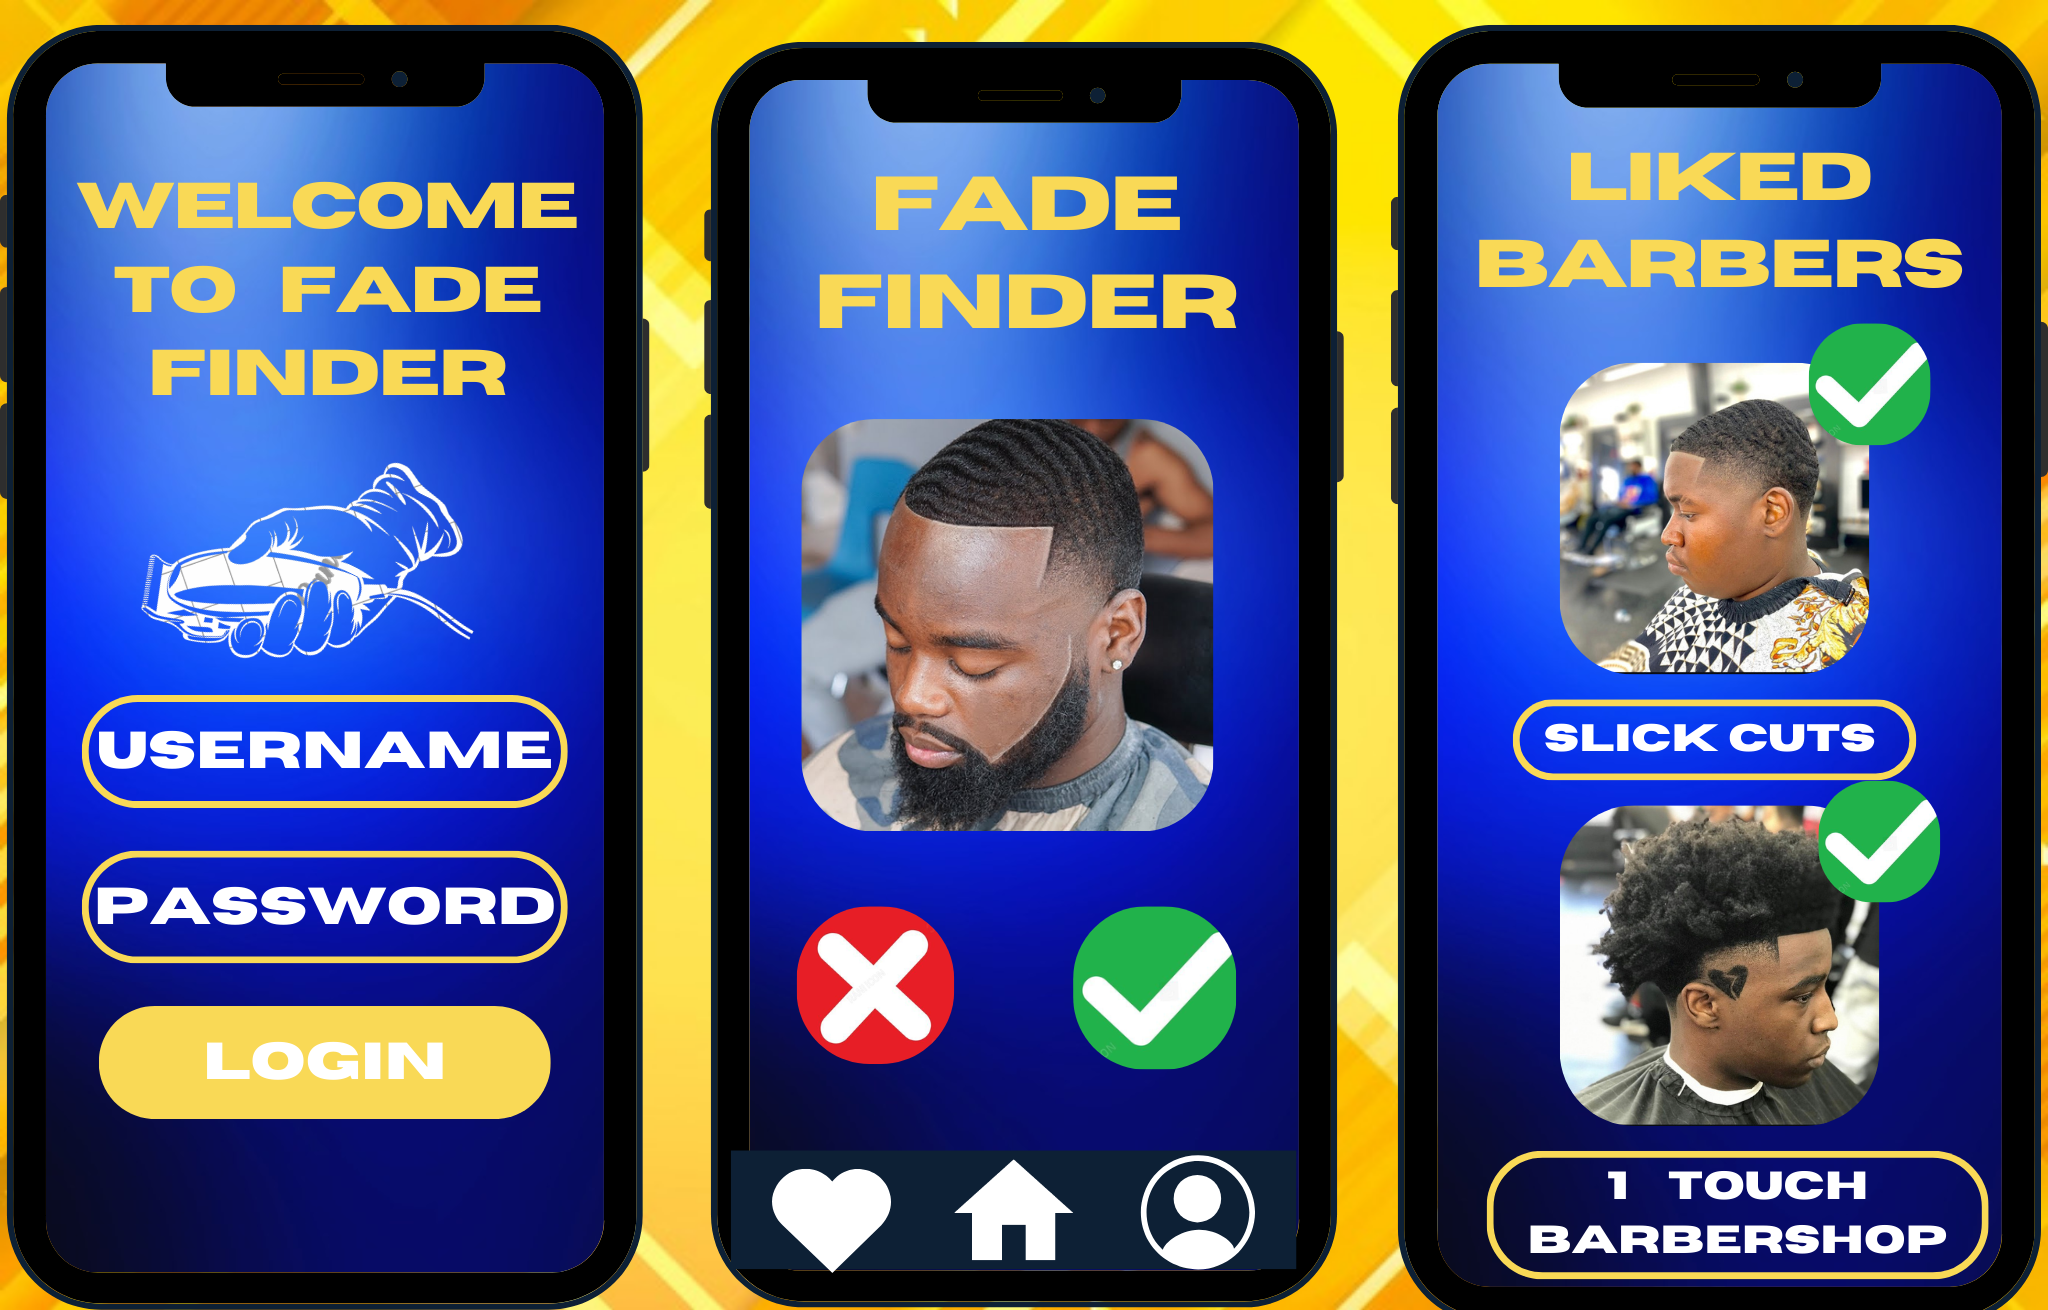 WELCOME
TO FADE
FINDER
USERNAME
PASSWORD
LOGIN
FADE
FINDER
LIKED
BARBERS
SLICK CUTS
1 TOUCH
BARBERSHOP